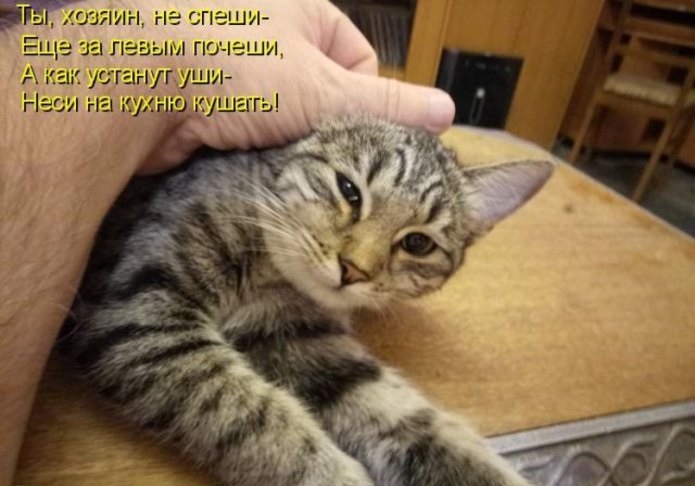 Ты, хозяин, не спеши-
Еще за левым почеши,
А как устанут уши-
Неси на кухню кушать!